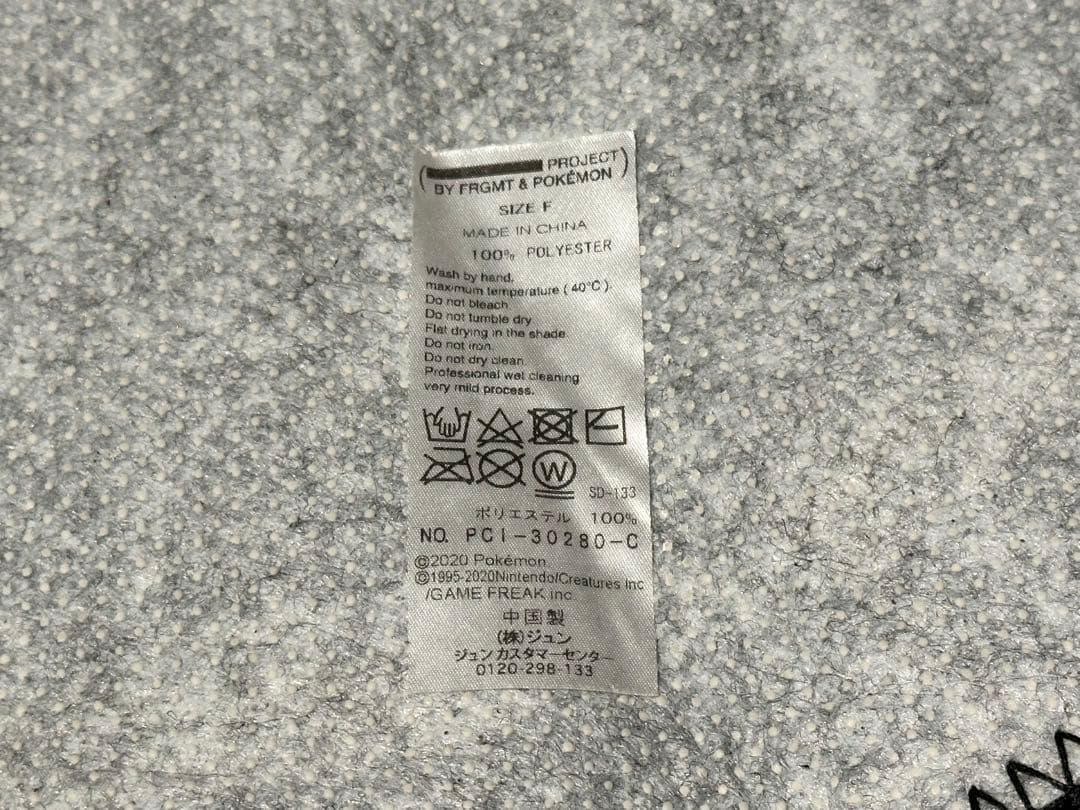 ( PROJECT )
BY FRGMT & POKÉMON
SIZE F
MADE IN CHINA
100% POLYESTER
Wash by hand,
maximum temperature ( 40℃ ).
Do not bleach.
Do not tumble dry.
Flat drying in the shade.
Do not iron.
Do not dry clean.
Professional wet cleaning
very mild process.
W
SD-133
ポリエステル 100%
NO. PCI-30280-C
©2020 Pokémon
©1995-2020Nintendo/Creatures Inc
/GAME FREAK inc.
中国製
(株)ジュン
ジュンカスタマーセンター
0120-298-133